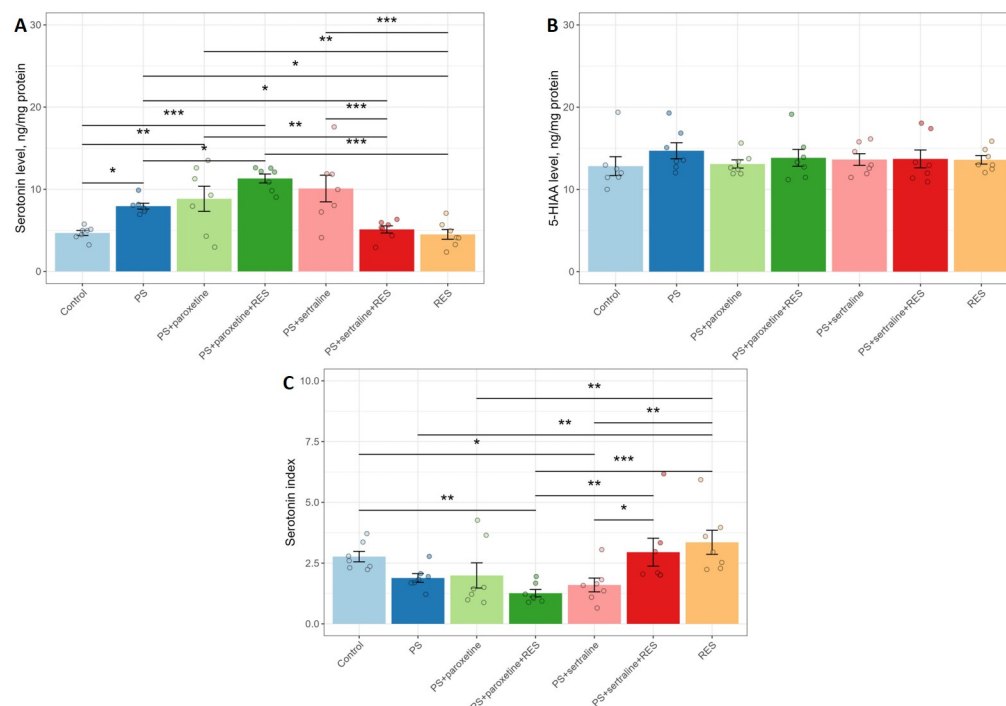 A
Serotonin level, ng/mg protein
30
20
10
0
***
**
*
*
***
***
**
**
*
***
*
Control
PS
PS+paroxetine
PS+paroxetine+RES
PS+sertraline
PS+sertraline+RES
RES
B
5-HIAA level, ng/mg protein
30
20
10
0
Control
PS
PS+paroxetine
PS+paroxetine+RES
PS+sertraline
PS+sertraline+RES
RES
C
Serotonin index
10.0
7.5
5.0
2.5
0.0
**
**
**
*
***
**
**
*
Control
PS
PS+paroxetine
PS+paroxetine+RES
PS+sertraline
PS+sertraline+RES
RES